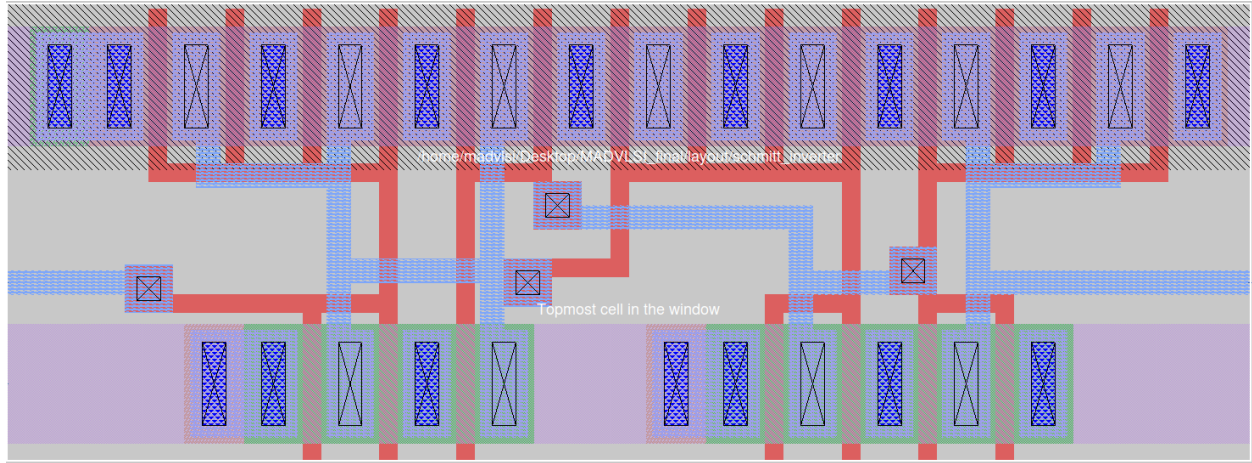 /home/madvlsi/Desktop/MADVLSI_final/layout/schmitt_inverter
Topmost cell in the window